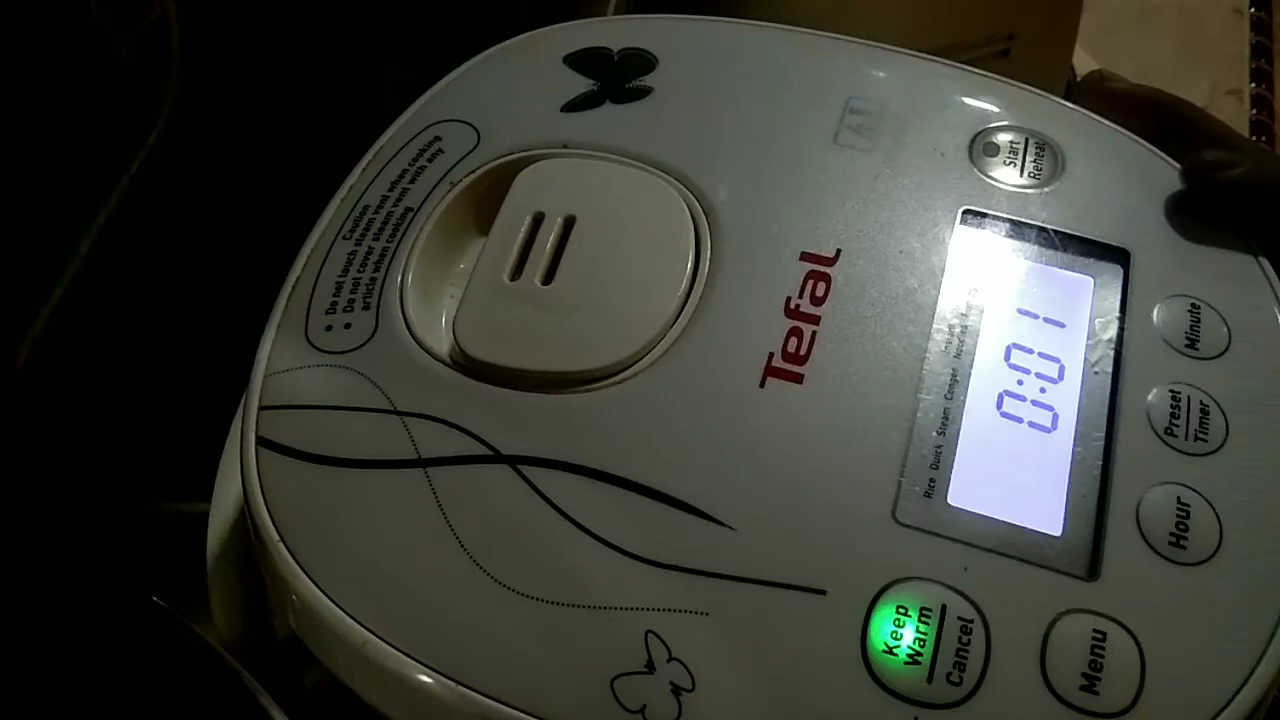 Caution
• Do not touch steam vent when cooking
• Do not cover steam vent with any
article when cooking
Tefal
Start
Reheat
0:01
Rice Quick Steam Congee
Minute
Preset
Timer
Hour
Keep
Warm
Cancel
Menu